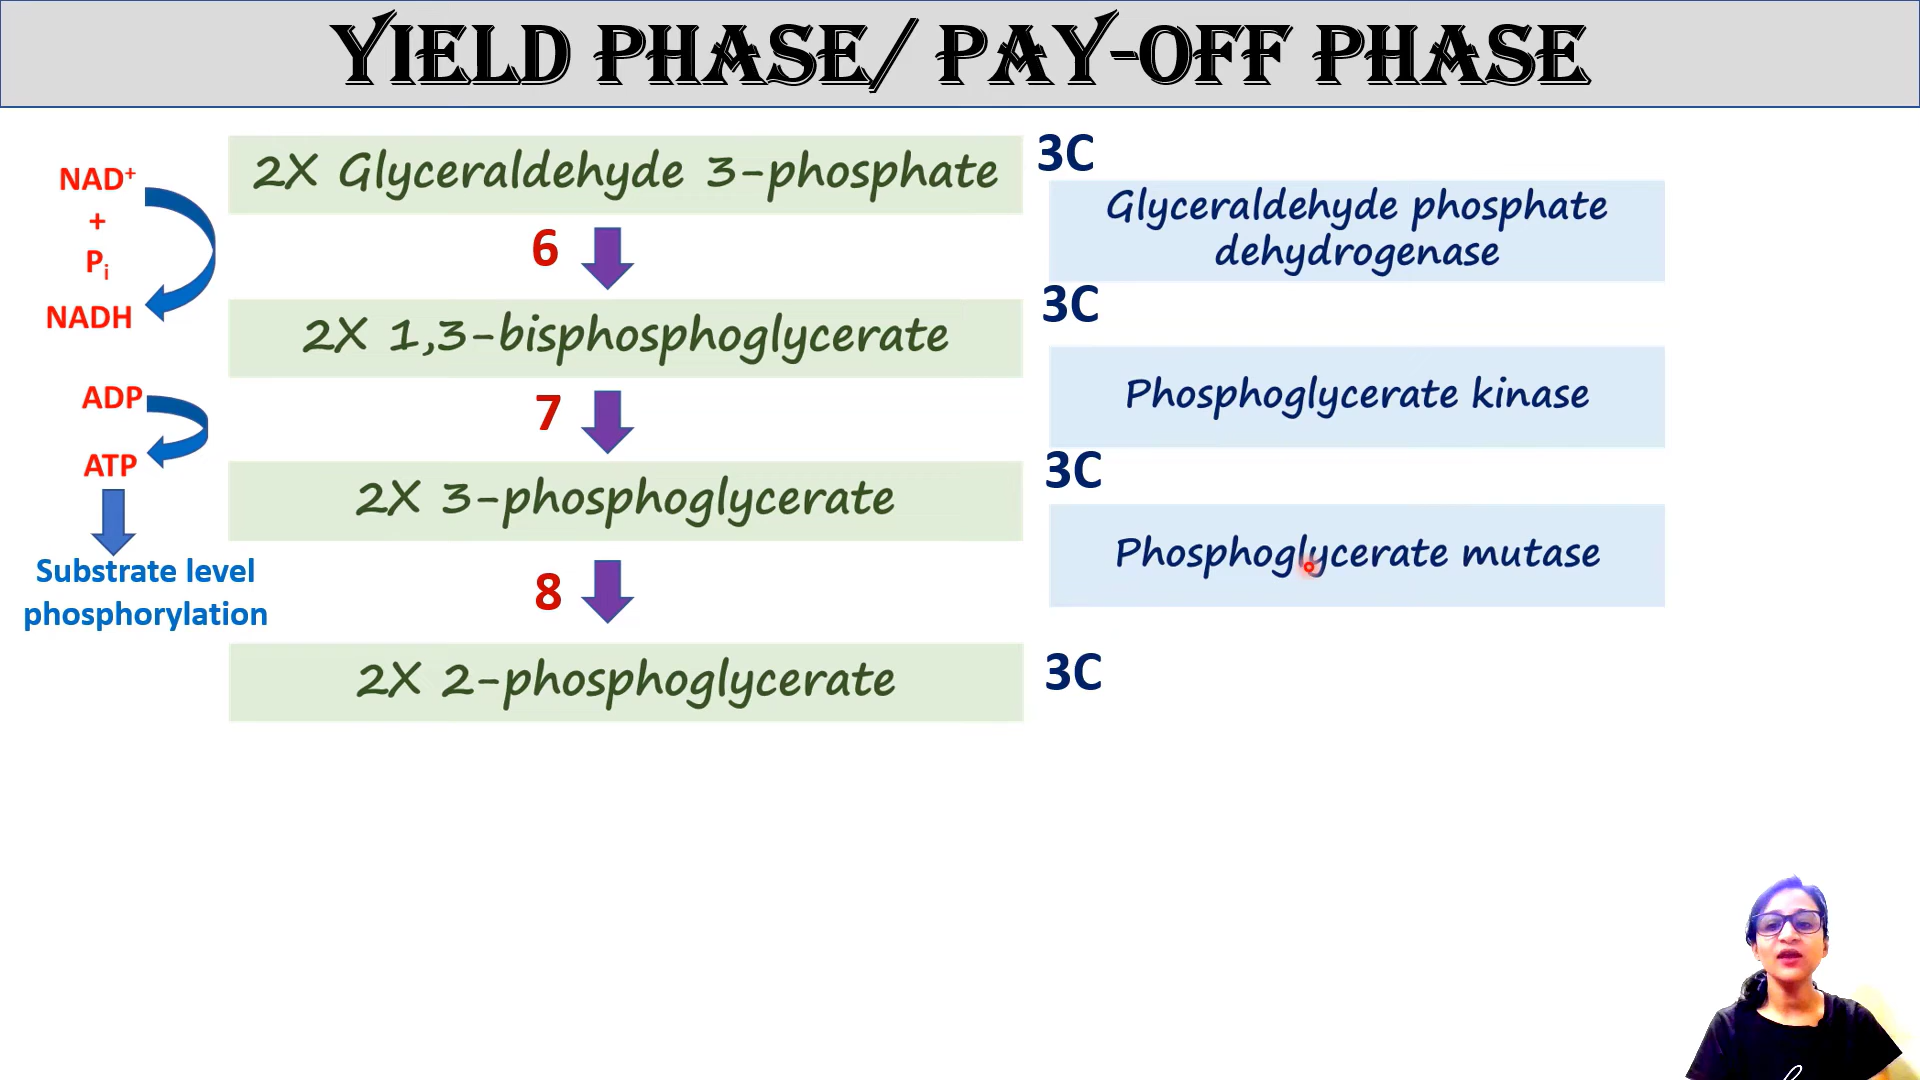 YIELD PHASE/ PAY-OFF PHASE
2X Glyceraldehyde 3-phosphate
3C
NAD⁺
+
Pᵢ
NADH
6
Glyceraldehyde phosphate
dehydrogenase
2X 1,3-bisphosphoglycerate
3C
ADP
ATP
7
Phosphoglycerate kinase
2X 3-phosphoglycerate
3C
Substrate level
phosphorylation
8
Phosphoglycerate mutase
2X 2-phosphoglycerate
3C